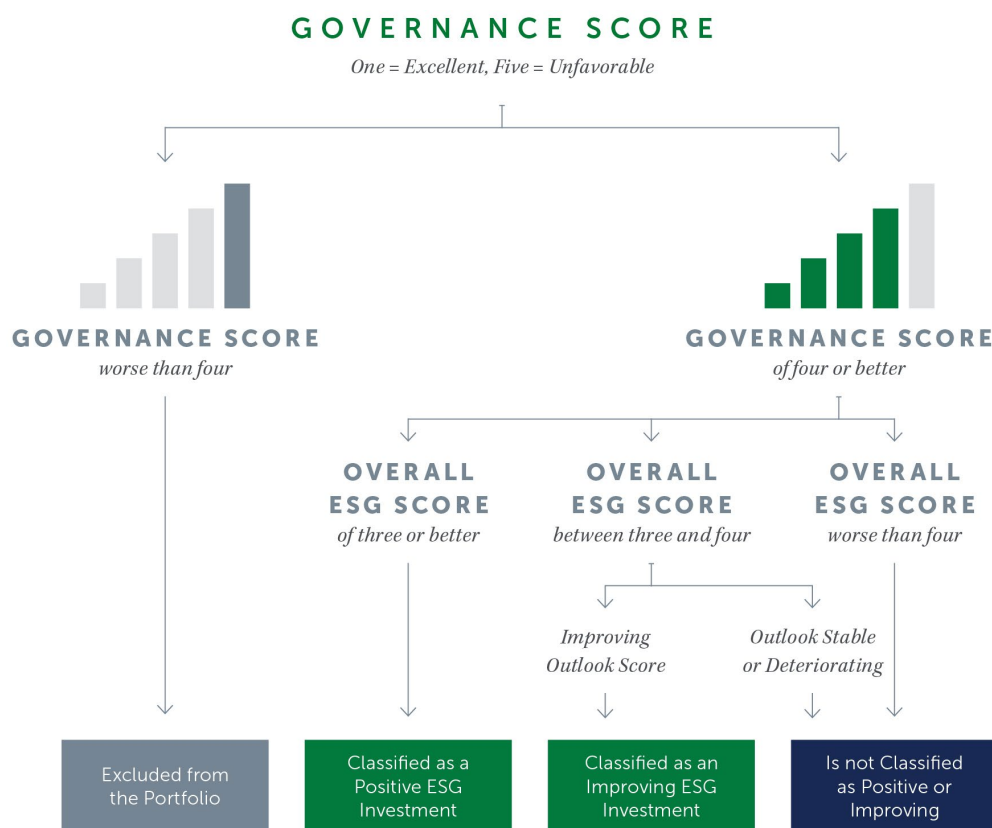 GOVERNANCE SCORE
One = Excellent, Five = Unfavorable
GOVERNANCE SCORE
worse than four
GOVERNANCE SCORE
of four or better
OVERALL
ESG SCORE
of three or better
OVERALL
ESG SCORE
between three and four
OVERALL
ESG SCORE
worse than four
Improving
Outlook Score
Outlook Stable
or Deteriorating
Excluded from
the Portfolio
Classified as a
Positive ESG
Investment
Classified as an
Improving ESG
Investment
Is not Classified
as Positive or
Improving